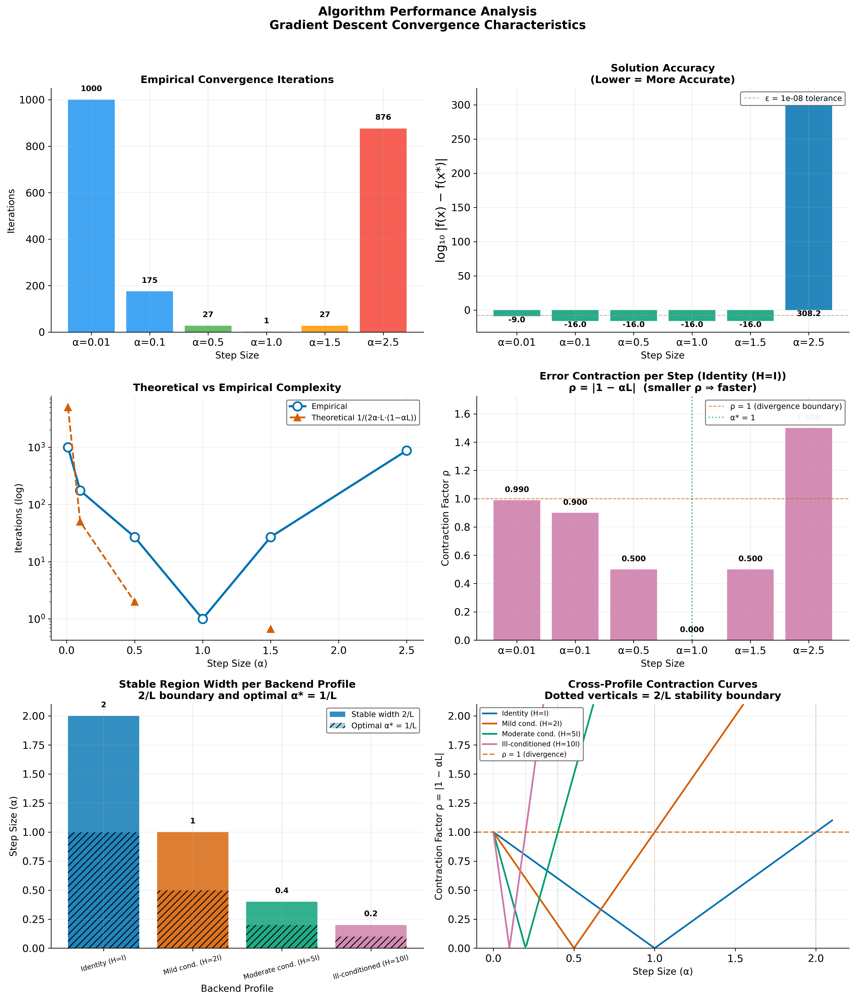 Algorithm Performance Analysis
Gradient Descent Convergence Characteristics
Empirical Convergence Iterations
1000
175
27
1
27
876
1000
800
600
400
200
0
Iterations
α=0.01
α=0.1
α=0.5
α=1.0
α=1.5
α=2.5
Step Size
Solution Accuracy
(Lower = More Accurate)
ε = 1e-08 tolerance
300
250
200
150
100
50
0
log₁₀ |f(x) − f(x*)|
-9.0
-16.0
-16.0
-16.0
-16.0
308.2
α=0.01
α=0.1
α=0.5
α=1.0
α=1.5
α=2.5
Step Size
Theoretical vs Empirical Complexity
Empirical
Theoretical 1/(2α·L·(1−αL))
10³
10²
10¹
10⁰
Iterations (log)
0.0
0.5
1.0
1.5
2.0
2.5
Step Size (α)
Error Contraction per Step (Identity (H=I))
ρ = |1 − αL|  (smaller ρ ⇒ faster)
ρ = 1 (divergence boundary)
α* = 1
1.500
1.6
1.4
1.2
1.0
0.8
0.6
0.4
0.2
0.0
Contraction Factor ρ
0.990
0.900
0.500
0.000
0.500
α=0.01
α=0.1
α=0.5
α=1.0
α=1.5
α=2.5
Step Size
Stable Region Width per Backend Profile
2/L boundary and optimal α* = 1/L
Stable width 2/L
Optimal α* = 1/L
2
1
0.4
0.2
2.00
1.75
1.50
1.25
1.00
0.75
0.50
0.25
0.00
Step Size (α)
Identity (H=I)
Mild cond. (H=2I)
Moderate cond. (H=5I)
Ill-conditioned (H=10I)
Backend Profile
Cross-Profile Contraction Curves
Dotted verticals = 2/L stability boundary
Identity (H=I)
Mild cond. (H=2I)
Moderate cond. (H=5I)
Ill-conditioned (H=10I)
ρ = 1 (divergence)
2.00
1.75
1.50
1.25
1.00
0.75
0.50
0.25
0.00
Contraction Factor ρ = |1 − αL|
0.0
0.5
1.0
1.5
2.0
Step Size (α)